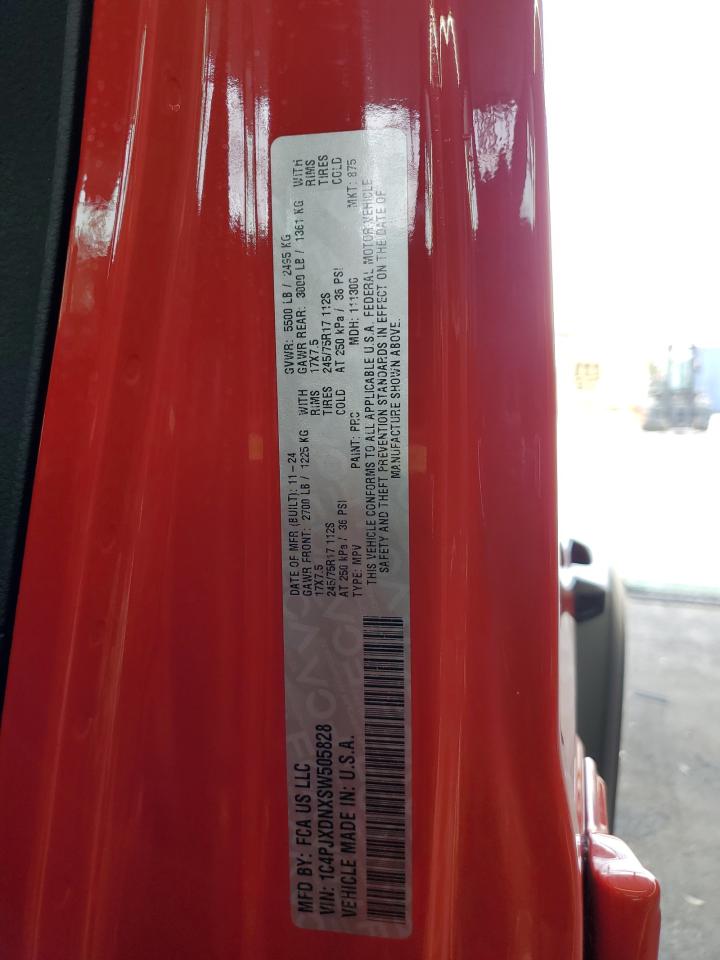 MFD BY: FCA US LLC
VIN: 1C4PJXDNXSW505828
VEHICLE MADE IN: U.S.A.
DATE OF MFR (BUILT): 11-24 GVWR: 5500 LB / 2495 KG
GAWR FRONT: 2700 LB / 1225 KG WITH GAWR REAR: 3000 LB / 1361 KG WITH
17X7.5 RIMS 17X7.5 RIMS
245/75R17 112S TIRES 245/75R17 112S TIRES
AT 250 kPa / 36 PSI COLD AT 250 kPa / 36 PSI COLD
TYPE: MPV PAINT: PRC MDH: 111306 MKT: 875
THIS VEHICLE CONFORMS TO ALL APPLICABLE U.S.A. FEDERAL MOTOR VEHICLE
SAFETY AND THEFT PREVENTION STANDARDS IN EFFECT ON THE DATE OF
MANUFACTURE SHOWN ABOVE.